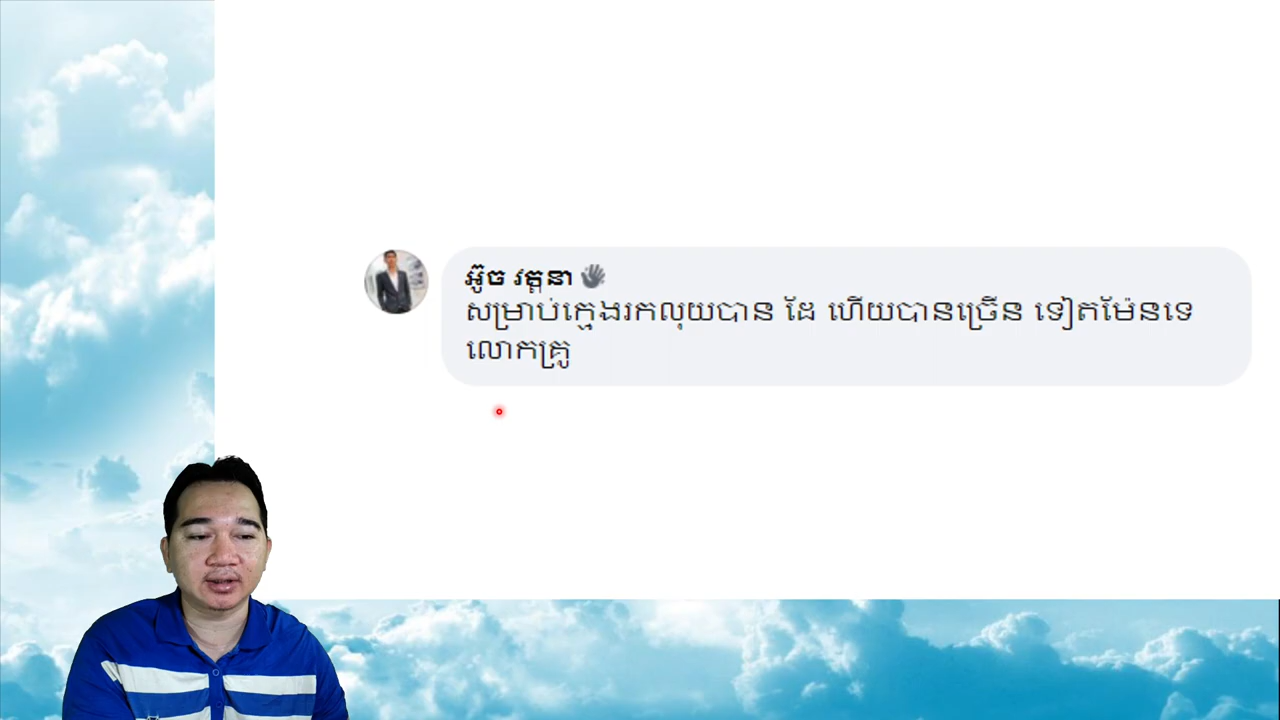 អ៊ូច វត្តនា 👋
សម្រាប់ក្មេងរកលុយបាន ដែ ហើយបានច្រើន ទៀតម៉ែនទេ
លោកគ្រូ